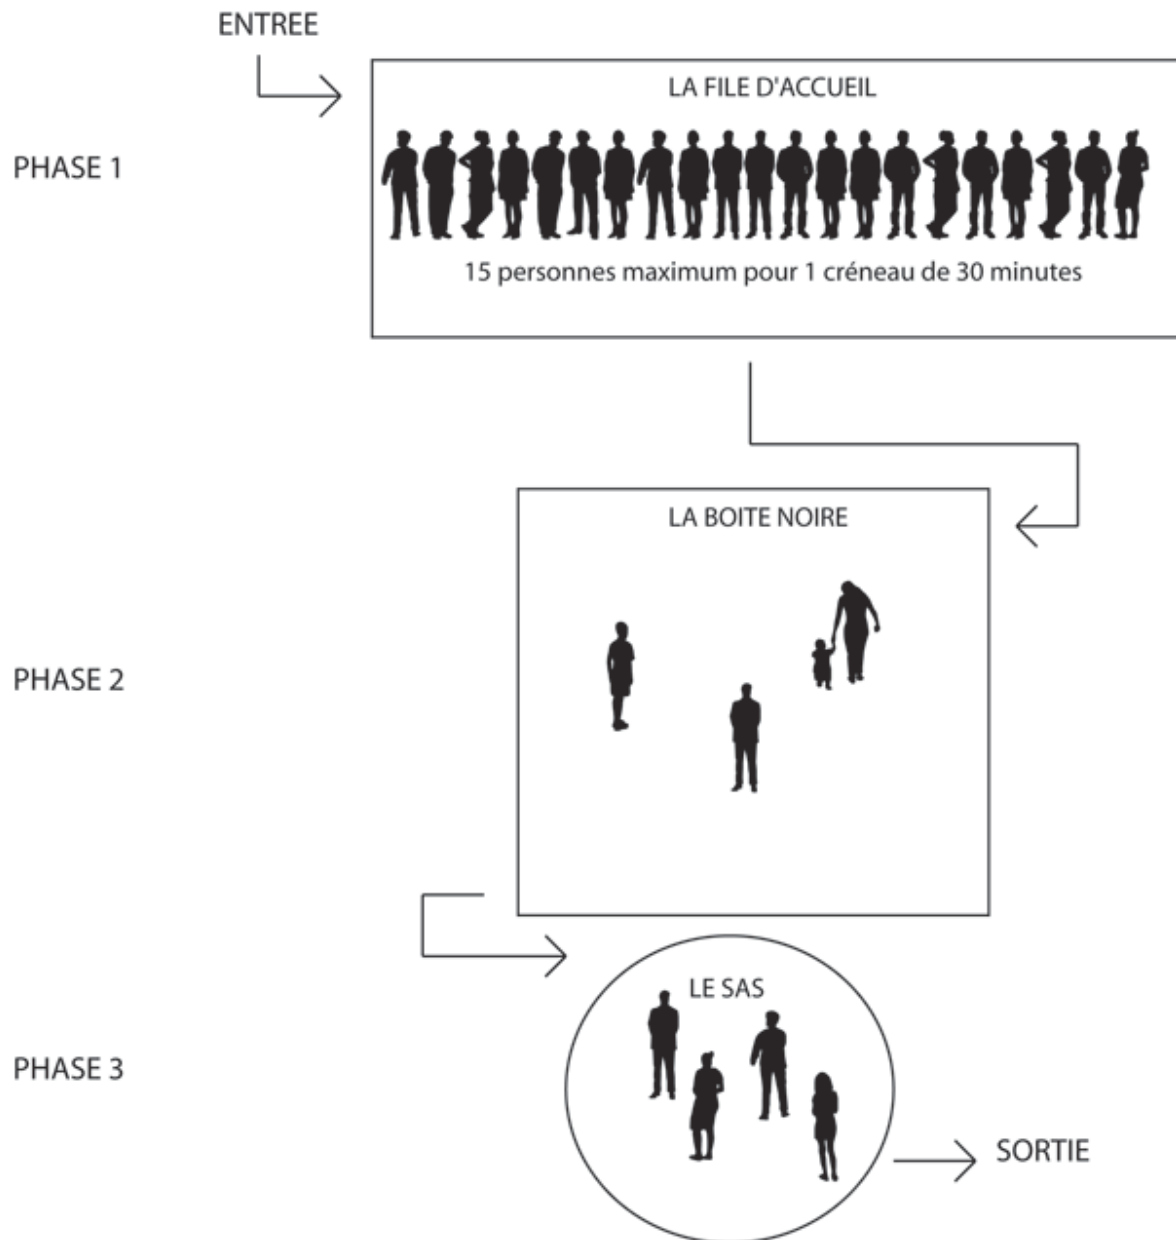 ENTREE
LA FILE D'ACCUEIL
PHASE 1
15 personnes maximum pour 1 créneau de 30 minutes
LA BOITE NOIRE
PHASE 2
LE SAS
PHASE 3
SORTIE